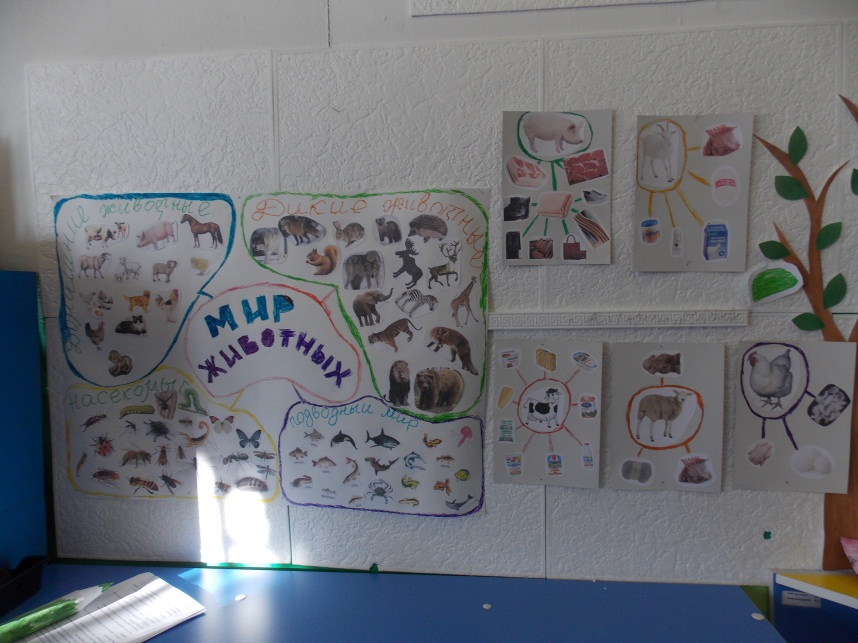 Домашние животные
Дикие животные
МИР
ЖИВОТНЫХ
насекомые
подводный мир